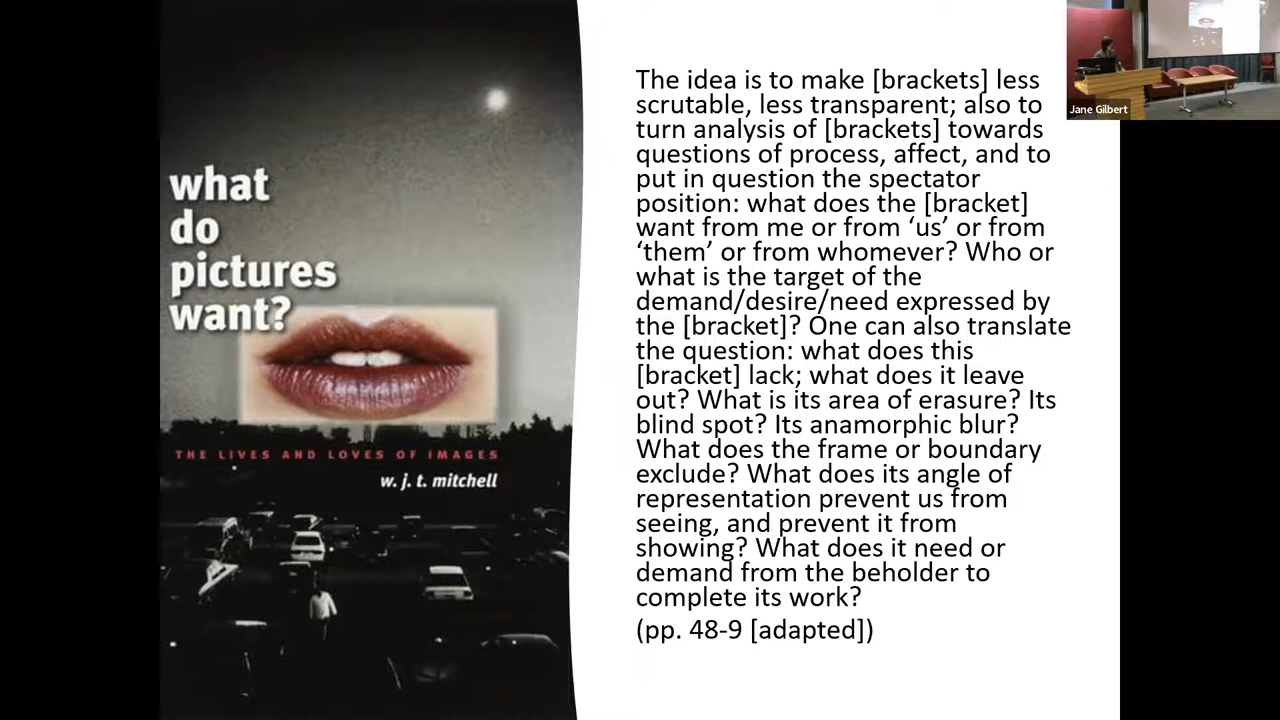 what
do
pictures
want?
THE LIVES AND LOVES OF IMAGES
w. j. t. mitchell
The idea is to make [brackets] less
scrutable, less transparent; also to
turn analysis of [brackets] towards
questions of process, affect, and to
put in question the spectator
position: what does the [bracket]
want from me or from ‘us’ or from
‘them’ or from whomever? Who or
what is the target of the
demand/desire/need expressed by
the [bracket]? One can also translate
the question: what does this
[bracket] lack; what does it leave
out? What is its area of erasure? Its
blind spot? Its anamorphic blur?
What does the frame or boundary
exclude? What does its angle of
representation prevent us from
seeing, and prevent it from
showing? What does it need or
demand from the beholder to
complete its work?
(pp. 48-9 [adapted])
Jane Gilbert